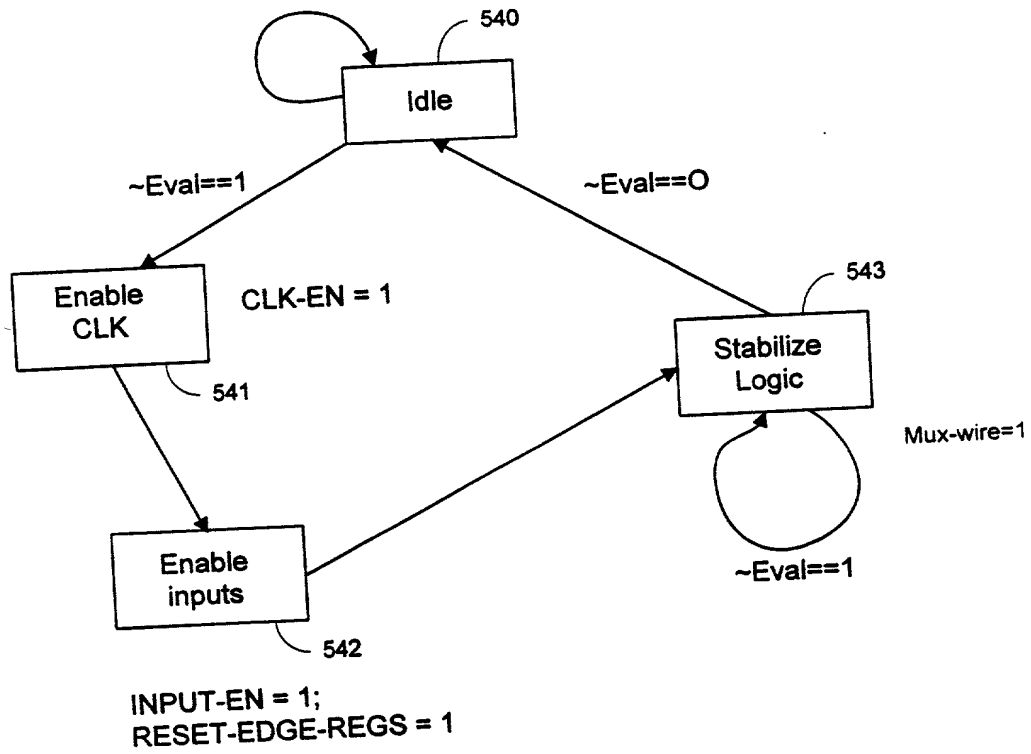 540
Idle
~Eval==1
~Eval==O
543
Enable
CLK
CLK-EN = 1
541
Stabilize
Logic
Mux-wire=1
~Eval==1
Enable
inputs
542
INPUT-EN = 1;
RESET-EDGE-REGS = 1